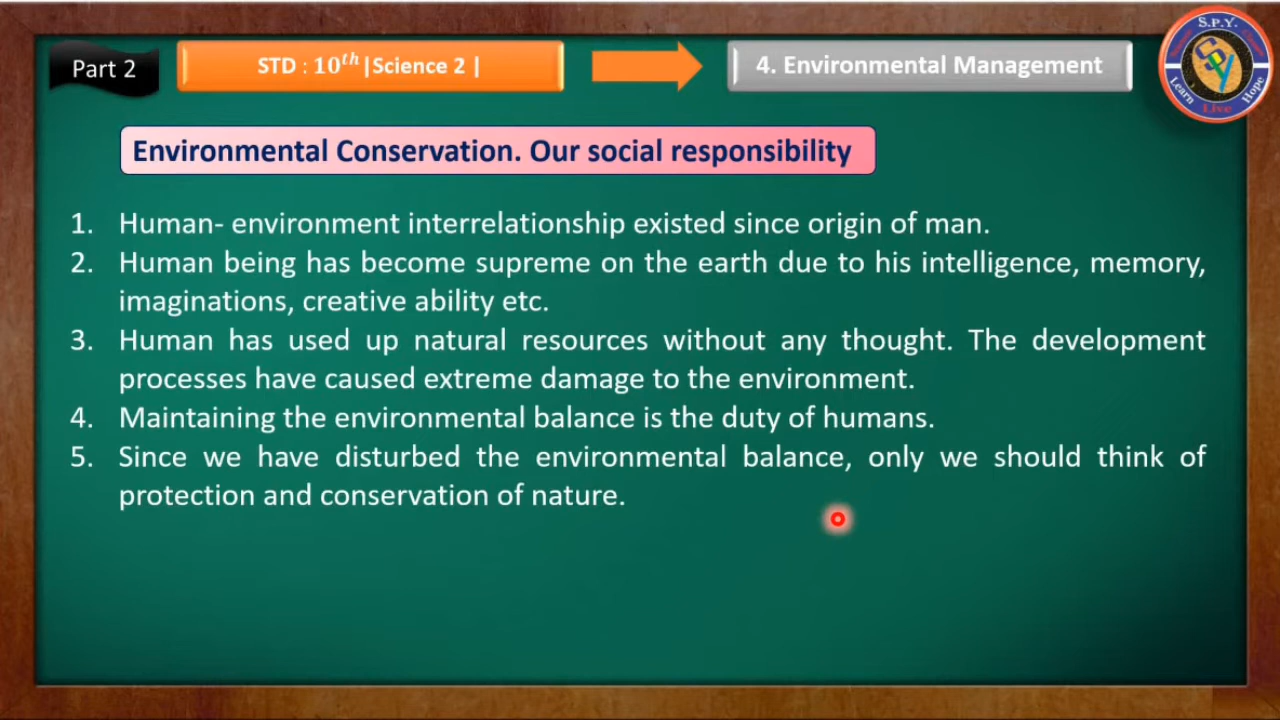 Part 2
STD : 10th |Science 2 |
4. Environmental Management
S.P.Y.
SPY
Learn
Live
Hope
Environmental Conservation. Our social responsibility
1. Human- environment interrelationship existed since origin of man.
2. Human being has become supreme on the earth due to his intelligence, memory,
imaginations, creative ability etc.
3. Human has used up natural resources without any thought. The development
processes have caused extreme damage to the environment.
4. Maintaining the environmental balance is the duty of humans.
5. Since we have disturbed the environmental balance, only we should think of
protection and conservation of nature.